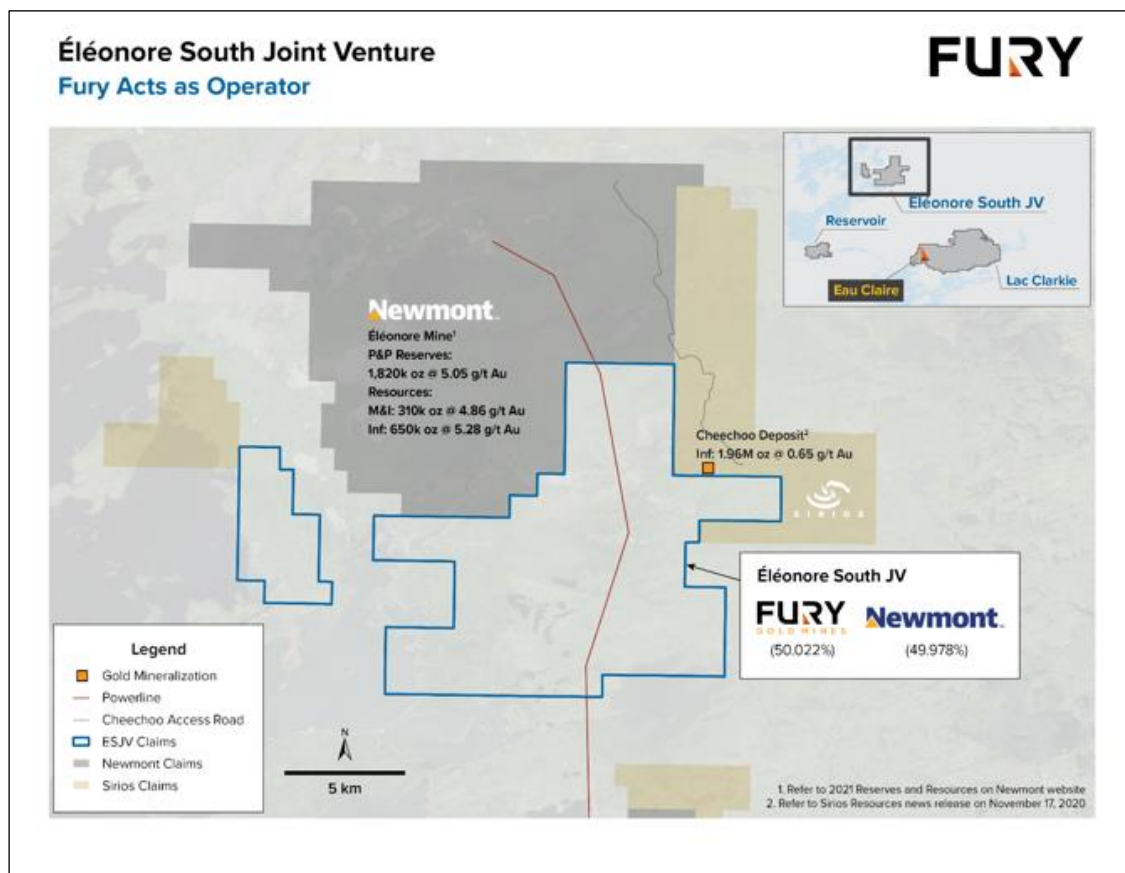 Éléonore South Joint Venture
Fury Acts as Operator
FURY
Éléonore South JV
Reservoir
Lac Clarkie
Eau Claire
Newmont™
Éléonore Mine¹
P&P Reserves:
1,820k oz @ 5.05 g/t Au
Resources:
M&I: 310k oz @ 4.86 g/t Au
Inf: 650k oz @ 5.28 g/t Au
Cheechoo Deposit²
Inf: 1.96M oz @ 0.65 g/t Au
SIRIOS
Éléonore South JV
FURY
GOLD MINES
(50.022%)
Newmont™
(49.978%)
Legend
Gold Mineralization
Powerline
Cheechoo Access Road
ESJV Claims
Newmont Claims
Sirios Claims
N
5 km
1. Refer to 2021 Reserves and Resources on Newmont website
2. Refer to Sirios Resources news release on November 17, 2020